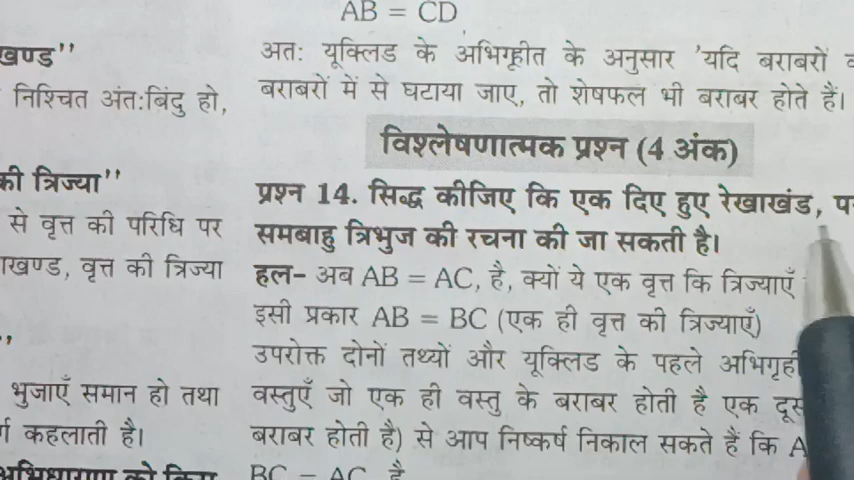 खण्ड''
निश्चित अंत:बिंदु हो,
की त्रिज्या''
से वृत्त की परिधि पर
खण्ड, वृत्त की त्रिज्या
''
भुजाएँ समान हो तथा
कहलाती है।
AB = CD
अत: यूक्लिड के अभिगृहीत के अनुसार 'यदि बराबरों
बराबरों में से घटाया जाए, तो शेषफल भी बराबर होते हैं।
विश्लेषणात्मक प्रश्न (4 अंक)
प्रश्न 14. सिद्ध कीजिए कि एक दिए हुए रेखाखंड,
समबाहु त्रिभुज की रचना की जा सकती है।
हल- अब AB = AC, है, क्यों ये एक वृत्त कि त्रिज्याएँ
इसी प्रकार AB = BC (एक ही वृत्त की त्रिज्याएँ)
उपरोक्त दोनों तथ्यों और यूक्लिड के पहले
वस्तुएँ जो एक ही वस्तु के बराबर होती है एक
बराबर होती है) से आप निष्कर्ष निकाल सकते हैं कि
BC = AC है